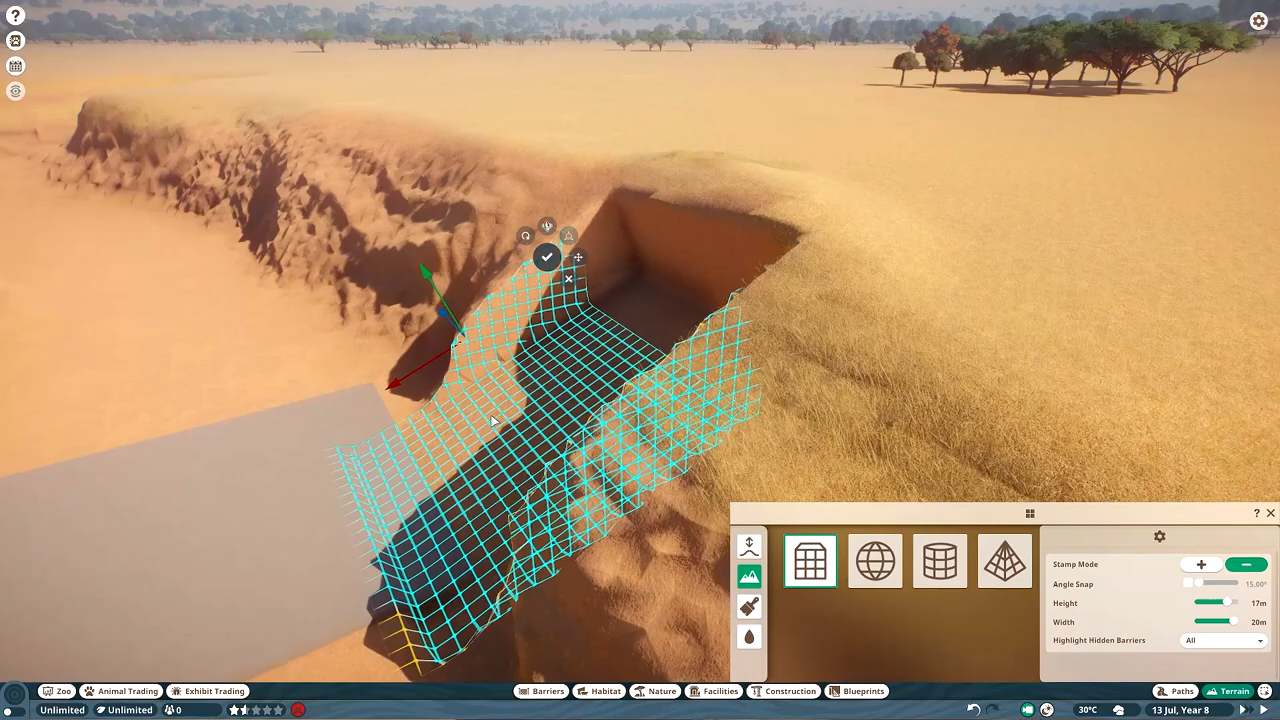 ?
? ×
Stamp Mode + −
Angle Snap 15.00°
Height 17m
Width 20m
Highlight Hidden Barriers All
Zoo Animal Trading Exhibit Trading Barriers Habitat Nature Facilities Construction Blueprints Paths Terrain
Unlimited Unlimited 0 30°C 13 Jul, Year 8